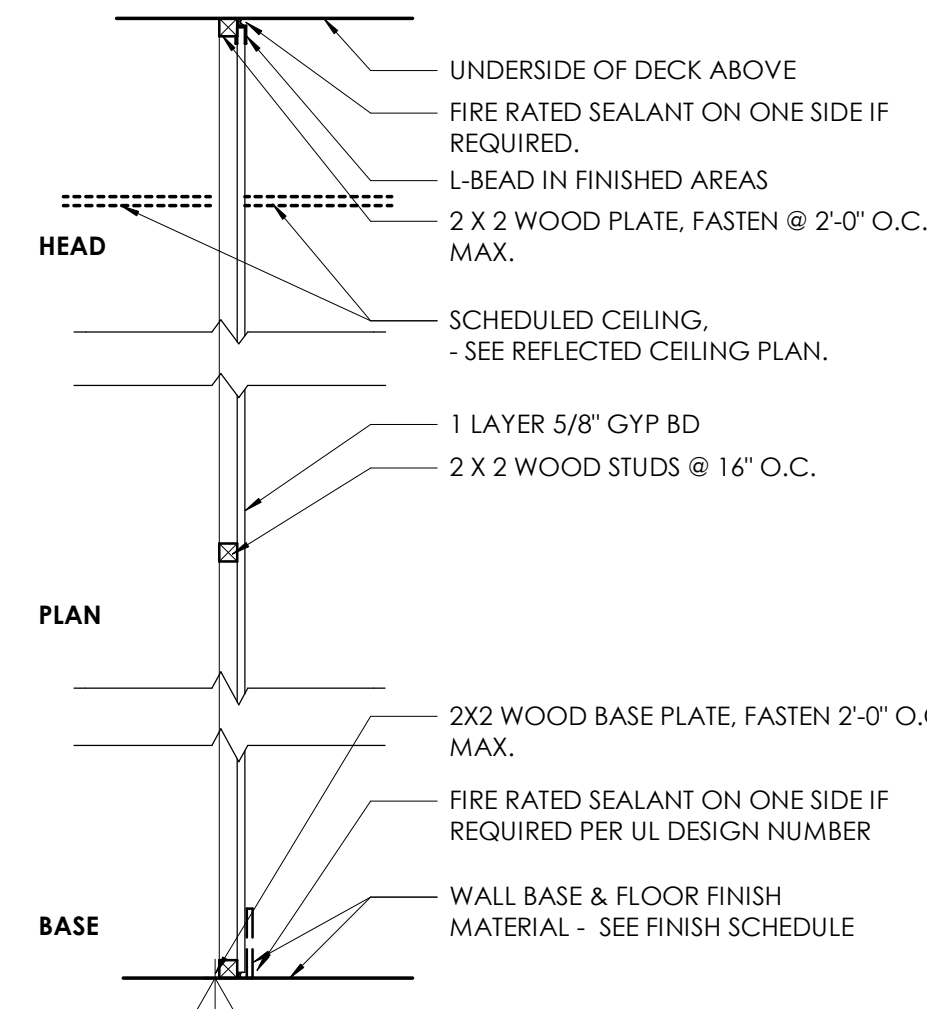 UNDERSIDE OF DECK ABOVE
FIRE RATED SEALANT ON ONE SIDE IF
REQUIRED.
L-BEAD IN FINISHED AREAS
2 X 2 WOOD PLATE, FASTEN @ 2'-0" O.C.
MAX.
HEAD
SCHEDULED CEILING,
- SEE REFLECTED CEILING PLAN.
1 LAYER 5/8" GYP BD
2 X 2 WOOD STUDS @ 16" O.C.
PLAN
2X2 WOOD BASE PLATE, FASTEN 2'-0" O.
MAX.
FIRE RATED SEALANT ON ONE SIDE IF
REQUIRED PER UL DESIGN NUMBER
WALL BASE & FLOOR FINISH
MATERIAL - SEE FINISH SCHEDULE
BASE